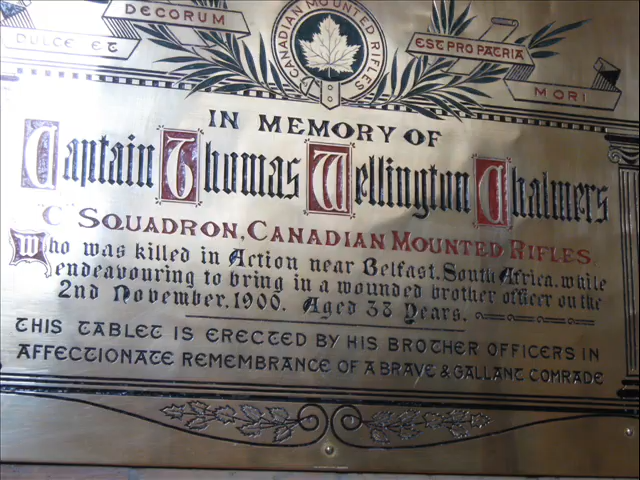 DULCE ET
DECORUM
CANADIAN MOUNTED RIFLES
EST PRO PATRIA
MORI
IN MEMORY OF
Captain Thomas Wellington Chalmers
"C" SQUADRON, CANADIAN MOUNTED RIFLES
Who was killed in Action near Belfast, South Africa, while
endeavouring to bring in a wounded brother officer on the
2nd November, 1900. Aged 38 Years.
THIS TABLET IS ERECTED BY HIS BROTHER OFFICERS IN
AFFECTIONATE REMEMBRANCE OF A BRAVE & GALLANT COMRADE